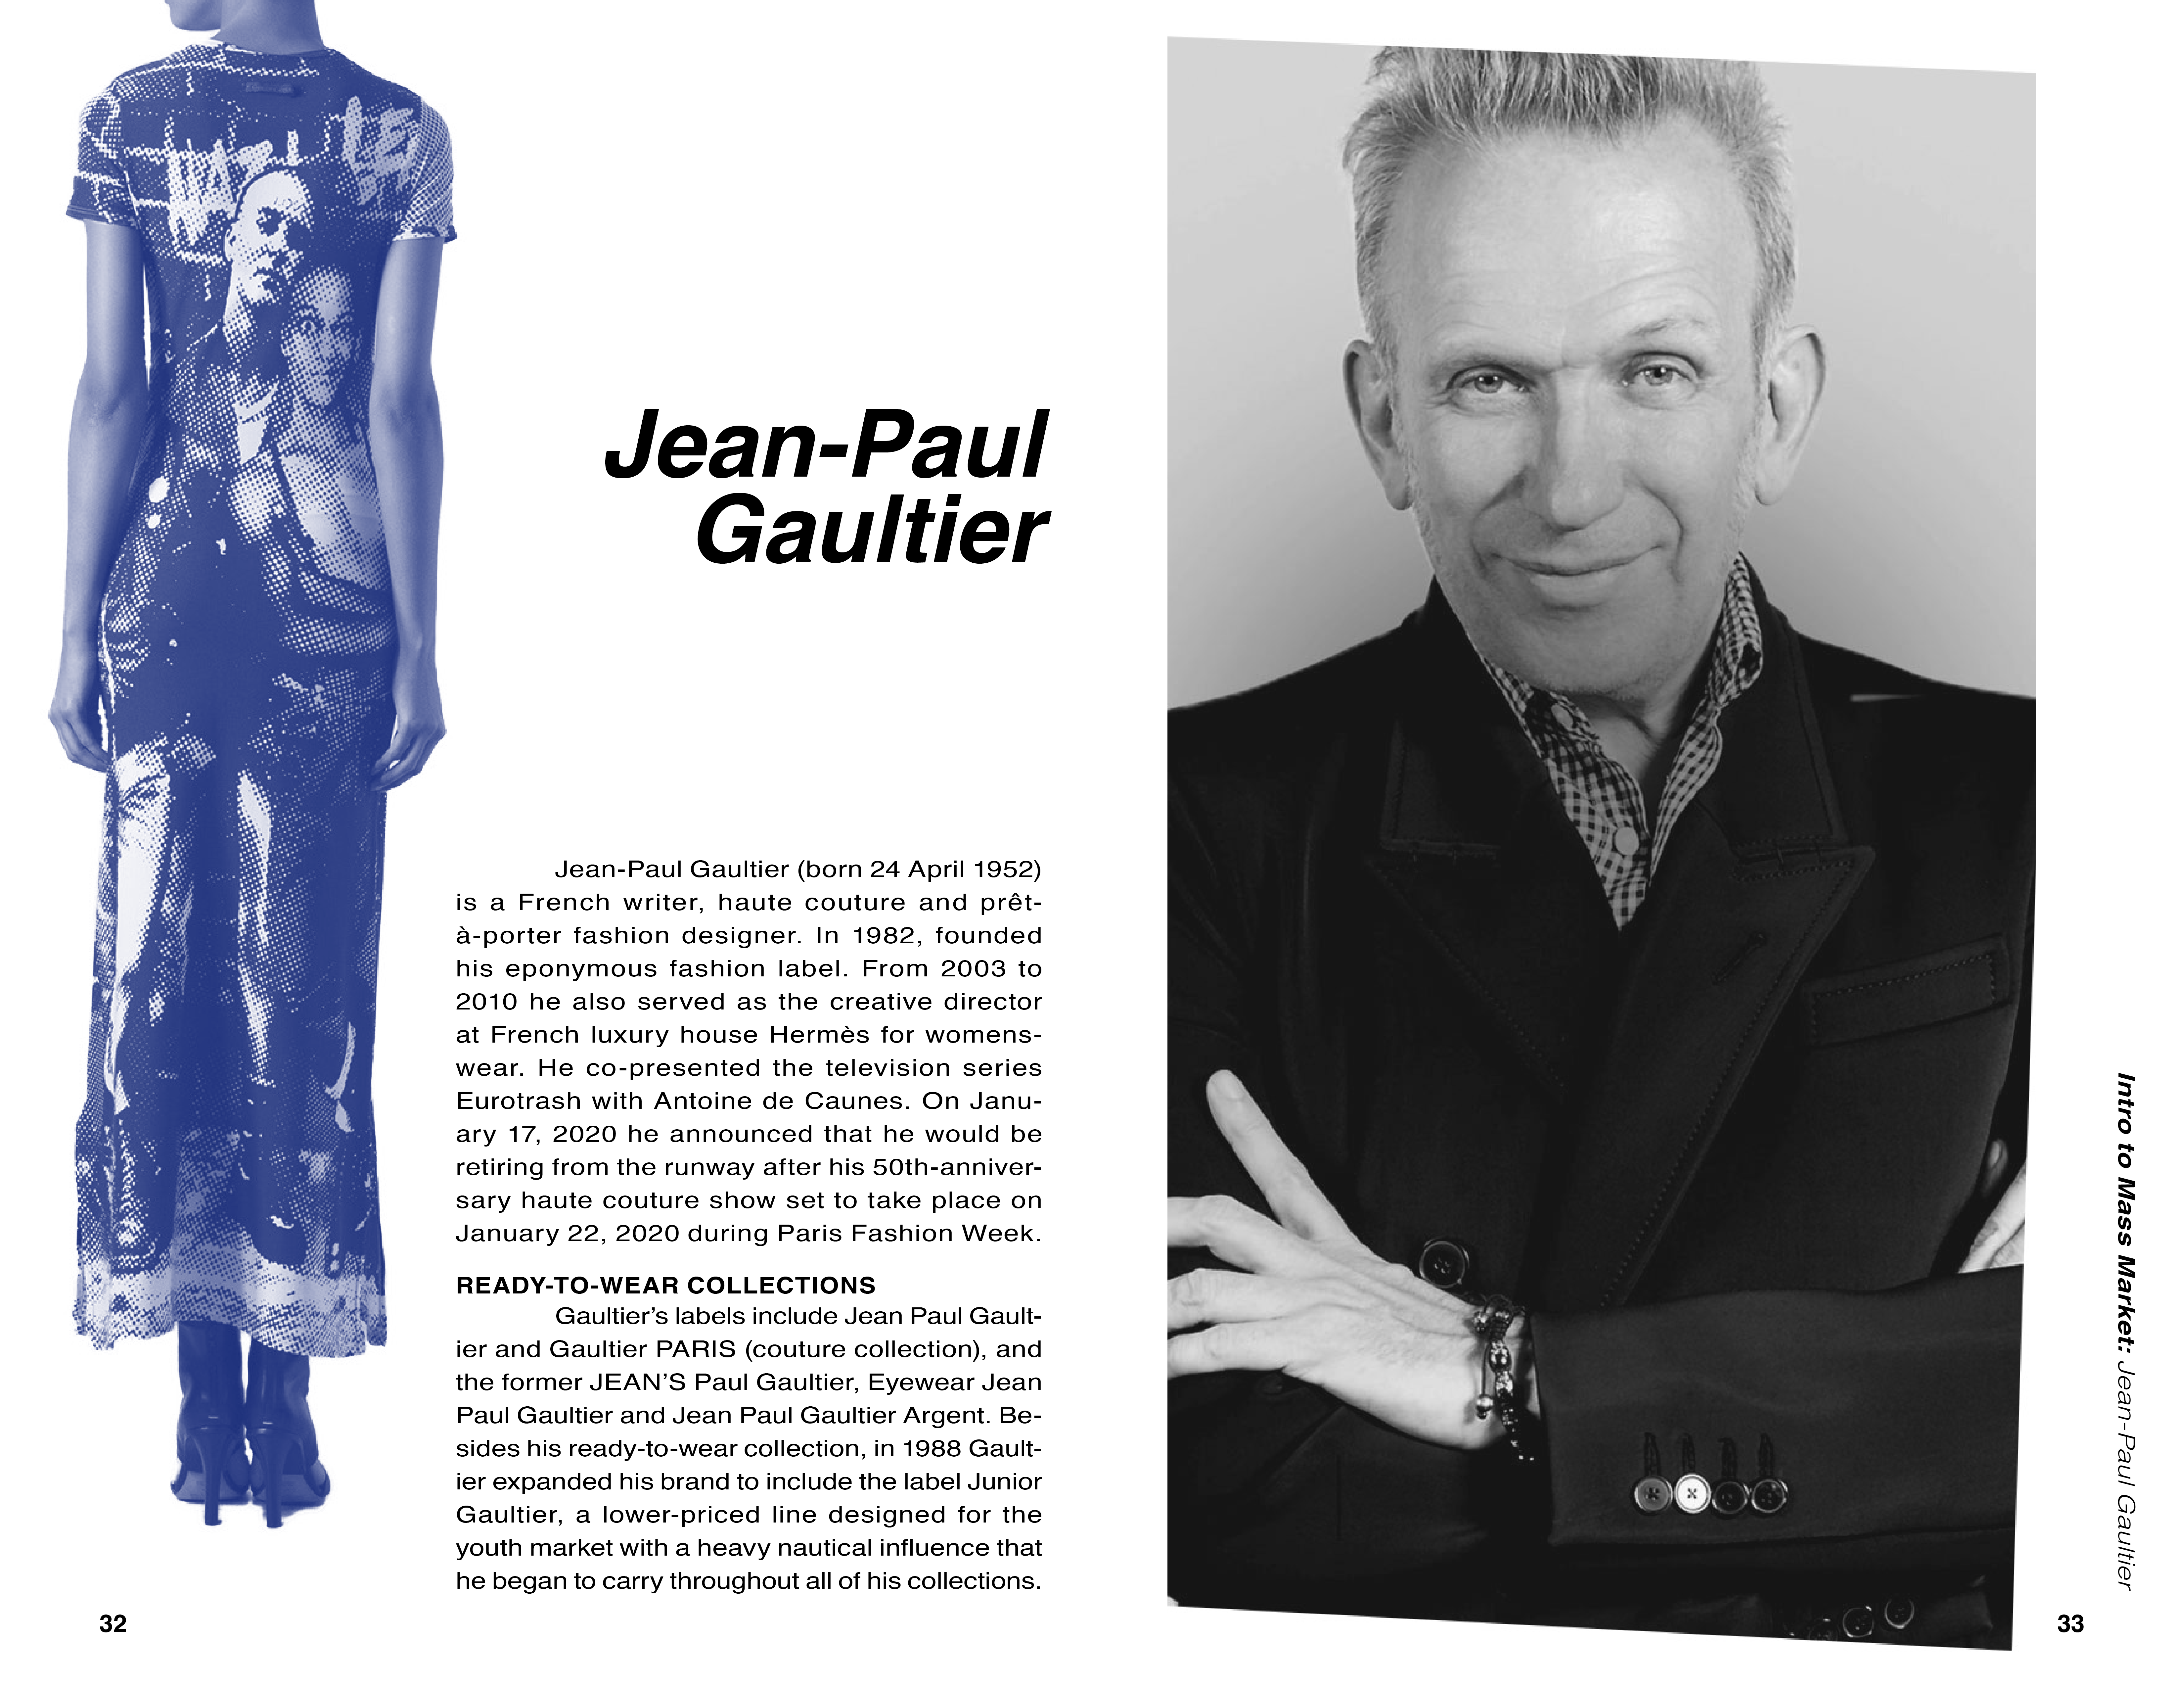 Jean-Paul
Gaultier
Jean-Paul Gaultier (born 24 April 1952)
is a French writer, haute couture and prêt-
à-porter fashion designer. In 1982, founded
his eponymous fashion label. From 2003 to
2010 he also served as the creative director
at French luxury house Hermès for womens-
wear. He co-presented the television series
Eurotrash with Antoine de Caunes. On Janu-
ary 17, 2020 he announced that he would be
retiring from the runway after his 50th-anniver-
sary haute couture show set to take place on
January 22, 2020 during Paris Fashion Week.
READY-TO-WEAR COLLECTIONS
Gaultier’s labels include Jean Paul Gault-
ier and Gaultier PARIS (couture collection), and
the former JEAN’S Paul Gaultier, Eyewear Jean
Paul Gaultier and Jean Paul Gaultier Argent. Be-
sides his ready-to-wear collection, in 1988 Gault-
ier expanded his brand to include the label Junior
Gaultier, a lower-priced line designed for the
youth market with a heavy nautical influence that
he began to carry throughout all of his collections.
32
Intro to Mass Market: Jean-Paul Gaultier
33